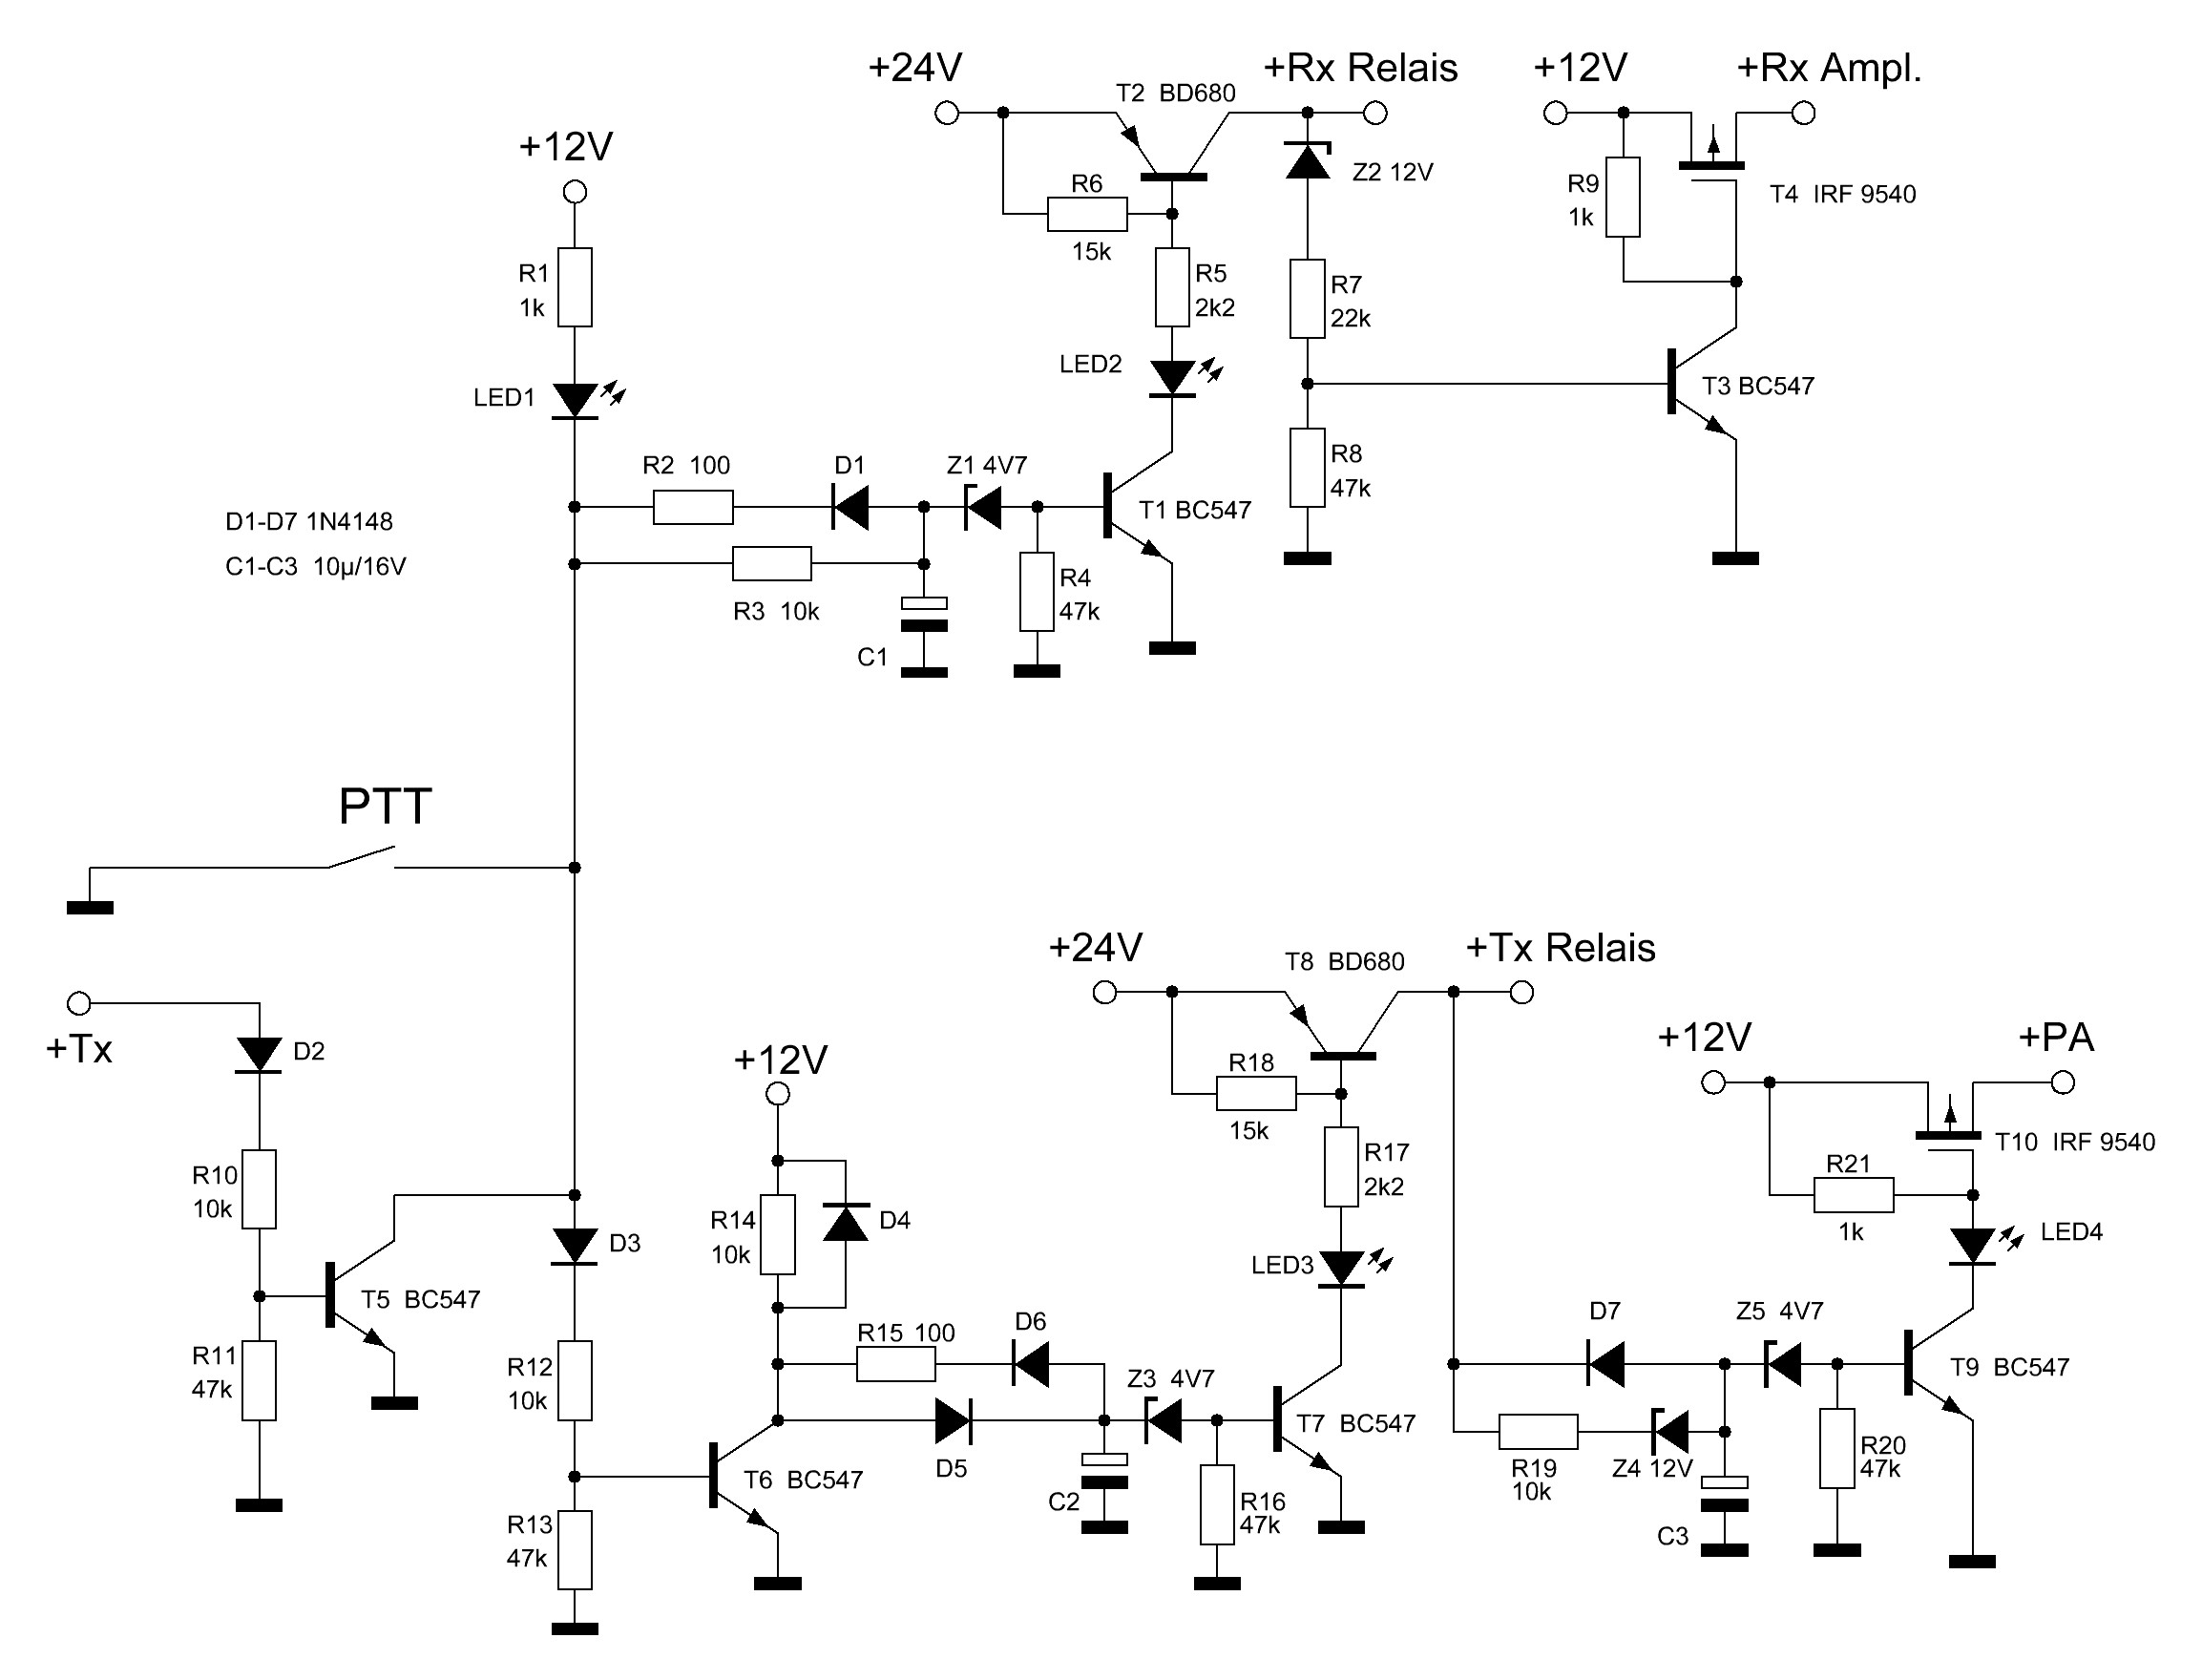 +24V
T2 BD680
+Rx Relais
+12V
+Rx Ampl.
+12V
Z2 12V
R6
15k
R9
1k
T4 IRF 9540
R1
1k
R5
2k2
R7
22k
LED1
LED2
T3 BC547
R2 100
D1
Z1 4V7
R8
47k
D1-D7 1N4148
C1-C3 10µ/16V
T1 BC547
R3 10k
R4
47k
C1
PTT
+24V
T8 BD680
+Tx Relais
+Tx
D2
+12V
+12V
+PA
R18
15k
T10 IRF 9540
R10
10k
R17
2k2
R21
1k
R14
10k
D4
D3
LED3
LED4
T5 BC547
R15 100
D6
D7
Z5 4V7
R11
47k
R12
10k
Z3 4V7
T9 BC547
T7 BC547
T6 BC547
D5
R19
10k
Z4 12V
R20
47k
C2
R16
47k
R13
47k
C3